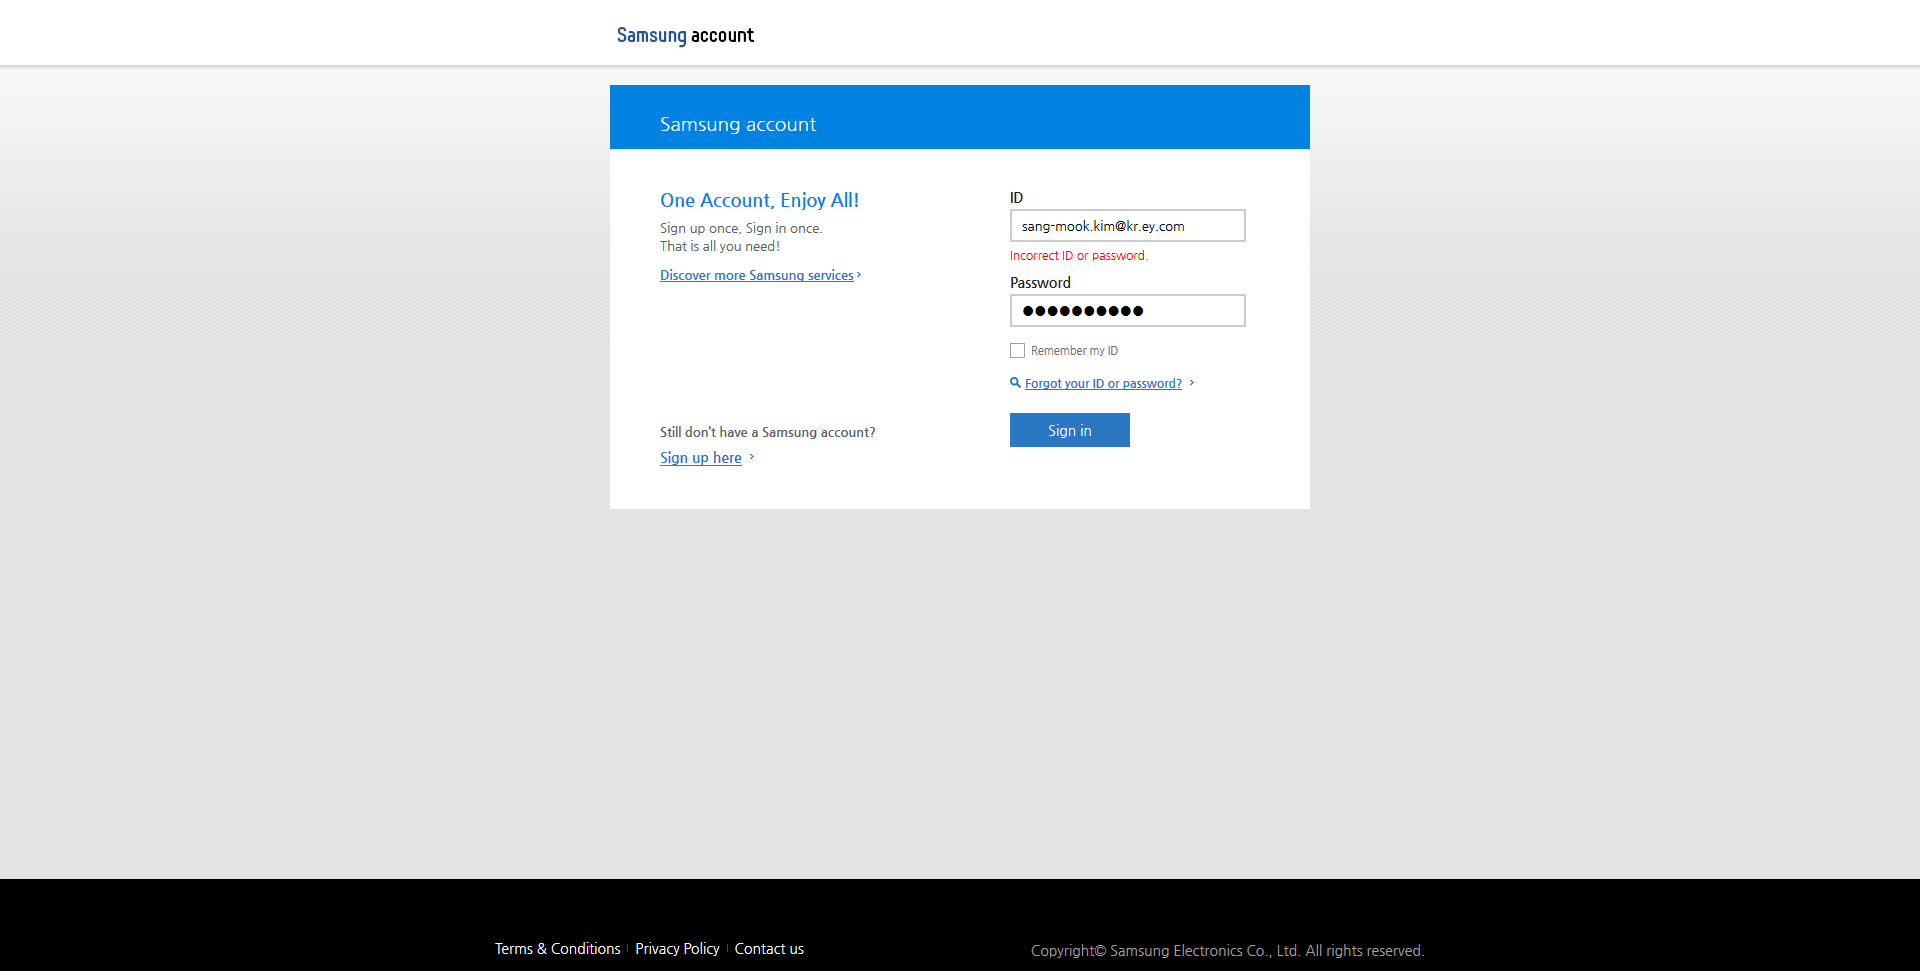 Samsung account
Samsung account
One Account, Enjoy All!
Sign up once, Sign in once.
That is all you need!
Discover more Samsung services
Still don't have a Samsung account?
Sign up here
ID
sang-mook.kim@kr.ey.com
Incorrect ID or password.
Password
Remember my ID
Forgot your ID or password?
Sign in
Terms & Conditions | Privacy Policy | Contact us
Copyright© Samsung Electronics Co., Ltd. All rights reserved.